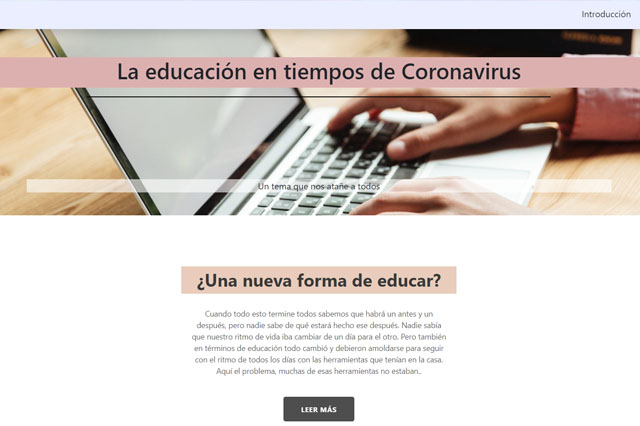 Introducción
La educación en tiempos de Coronavirus
Un tema que nos atañe a todos
¿Una nueva forma de educar?
Cuando todo esto termine todos sabemos que habrá un antes y un
después, pero nadie sabe de qué estará hecho ese después. Nadie sabía
que nuestro ritmo de vida iba cambiar de un día para el otro. Pero también
en términos de educación todo cambió y debieron amoldarse para seguir
con el ritmo de todos los días con las herramientas que tenían en la casa.
Aquí el problema, muchas de esas herramientas no estaban..
LEER MÁS